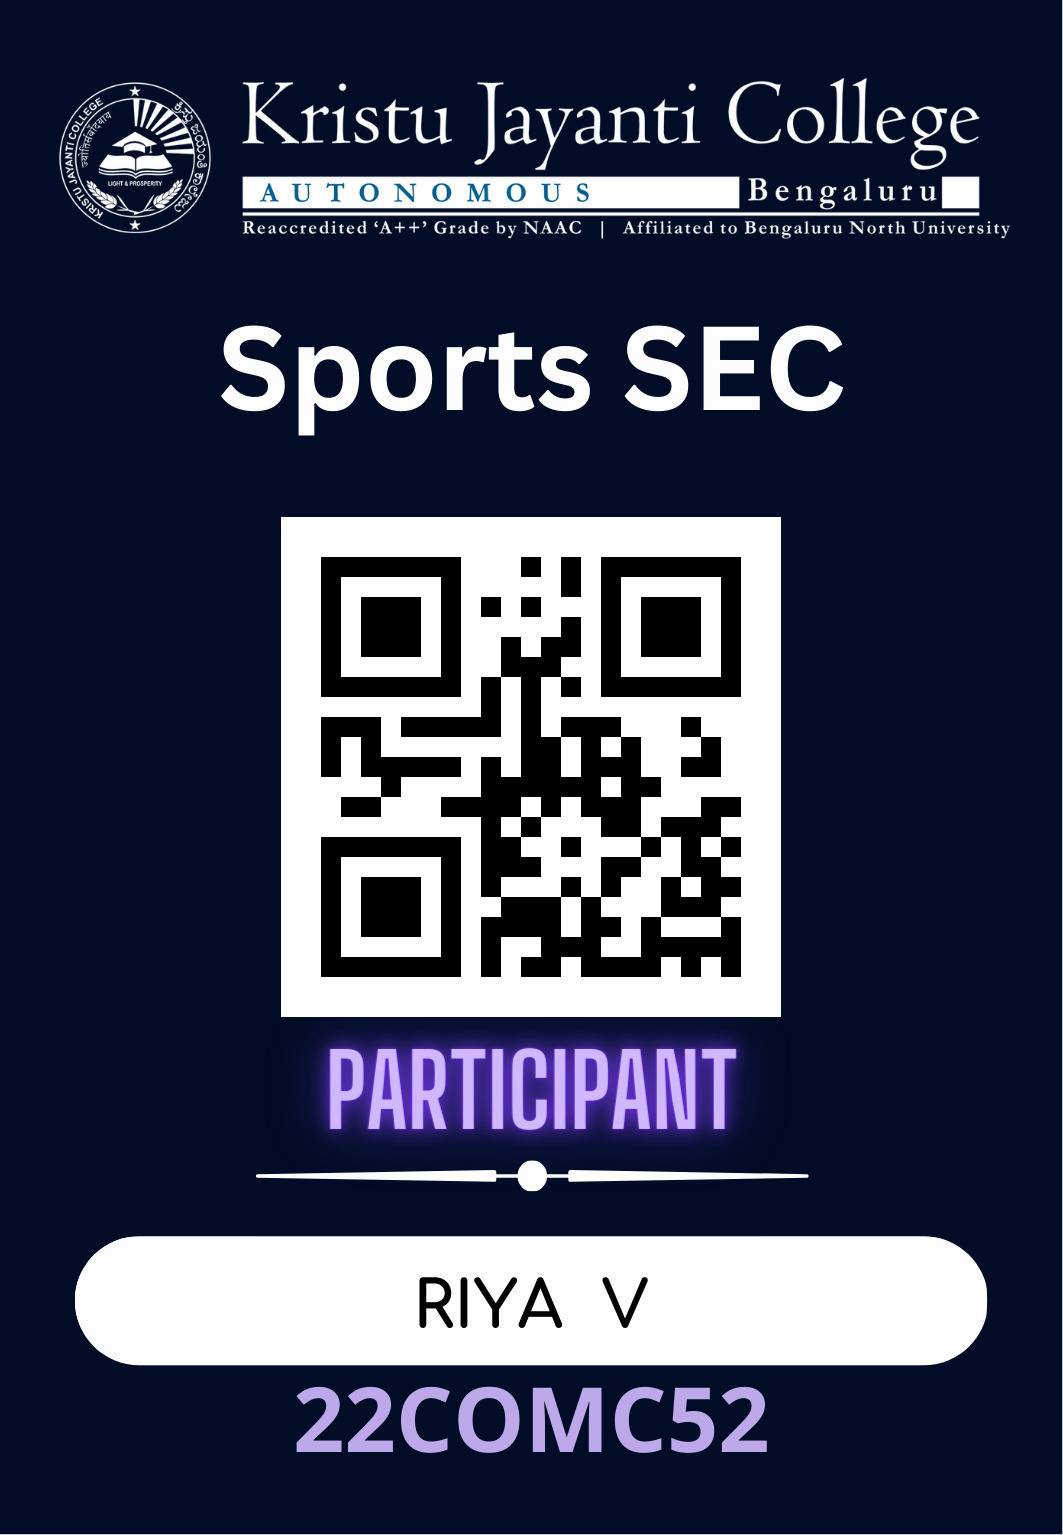 KRISTU JAYANTI COLLEGE
ಕ್ರಿಸ್ತು ಜಯಂತಿ ಕಾಲೇಜು
LIGHT & PROSPERITY
Kristu Jayanti College
AUTONOMOUS Bengaluru
Reaccredited ‘A++’ Grade by NAAC | Affiliated to Bengaluru North University
Sports SEC
PARTICIPANT
RIYA V
22COMC52